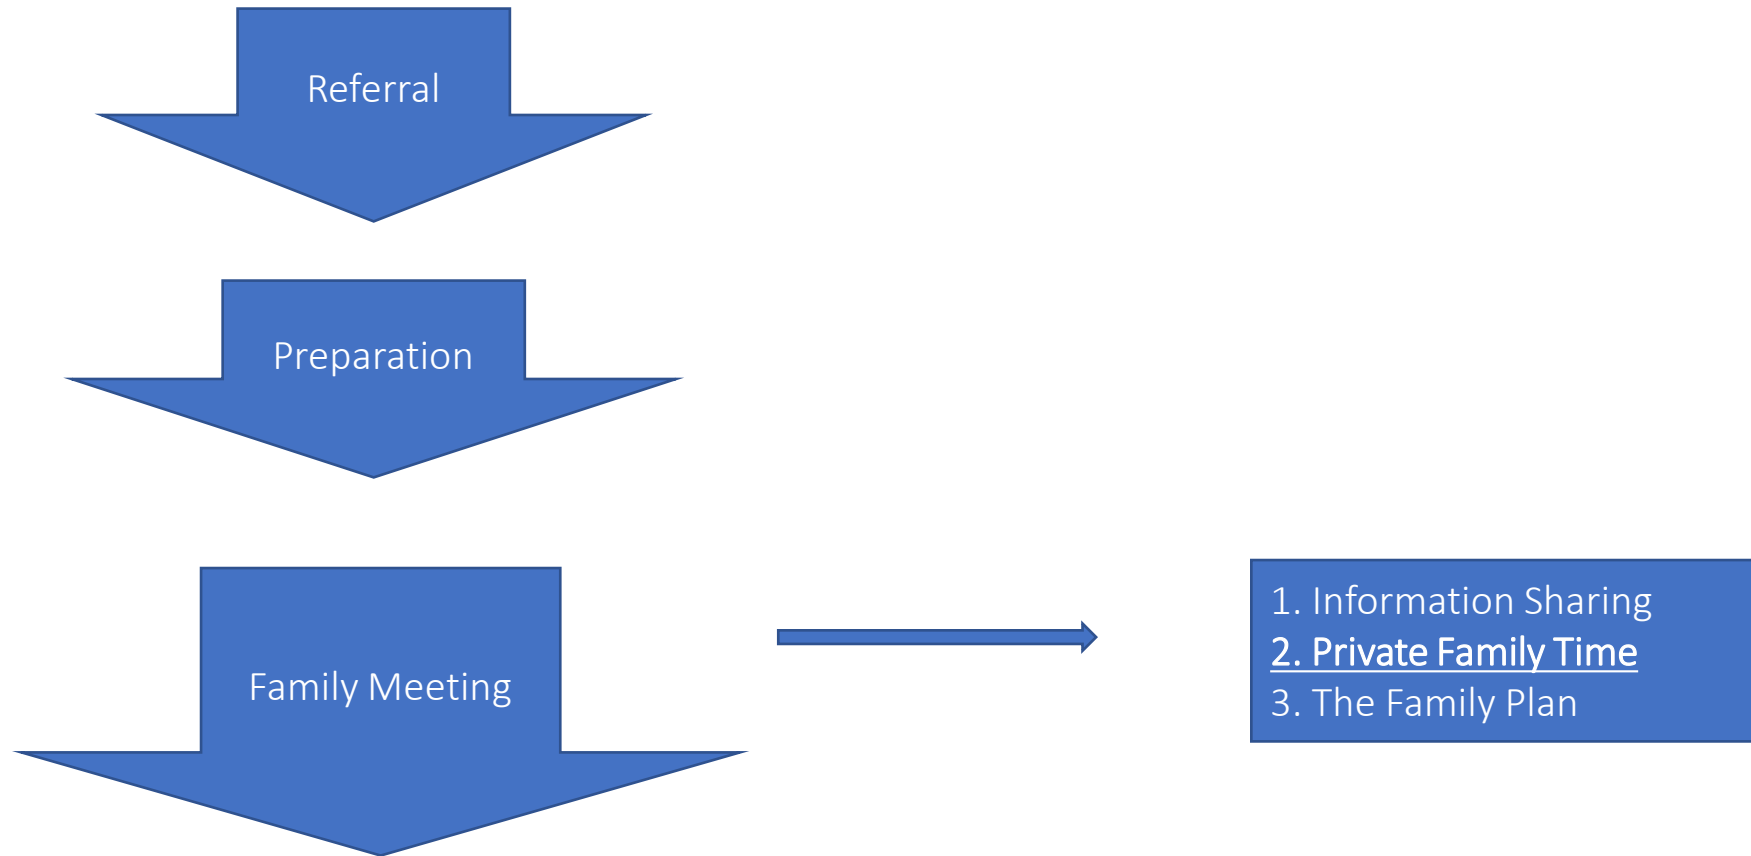 Referral
Preparation
Family Meeting
1. Information Sharing
2. Private Family Time
3. The Family Plan